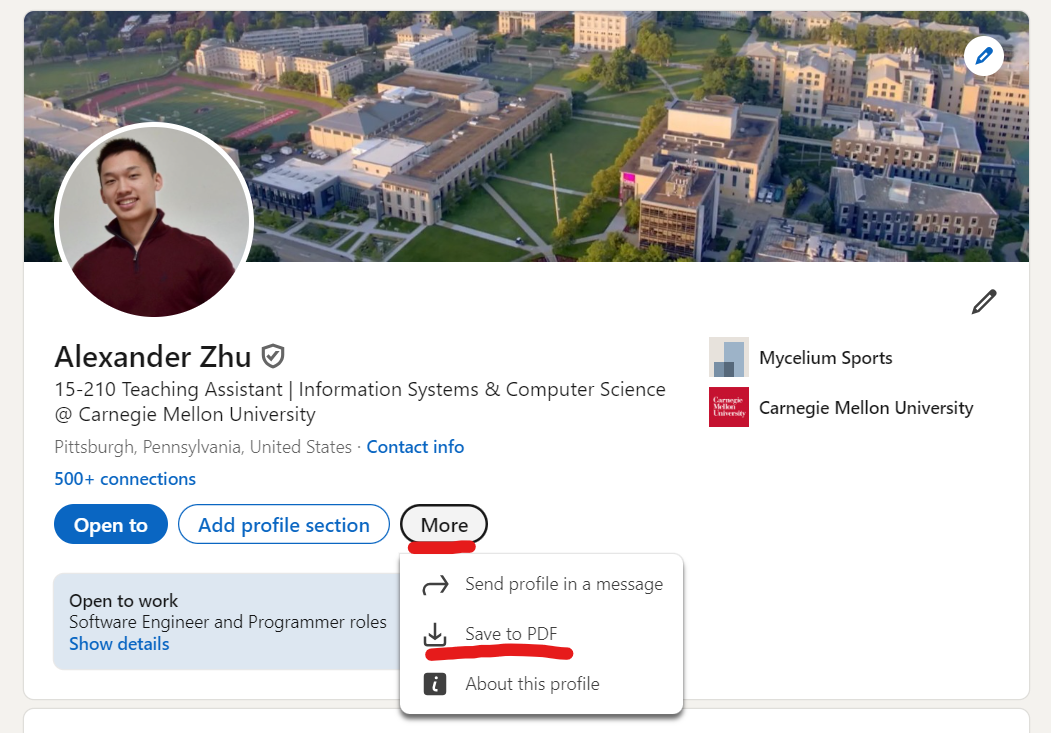 Alexander Zhu
15-210 Teaching Assistant | Information Systems & Computer Science
@ Carnegie Mellon University
Pittsburgh, Pennsylvania, United States · Contact info
500+ connections
Mycelium Sports
Carnegie
Mellon
University
Carnegie Mellon University
Open to
Add profile section
More
Send profile in a message
Save to PDF
About this profile
Open to work
Software Engineer and Programmer roles
Show details